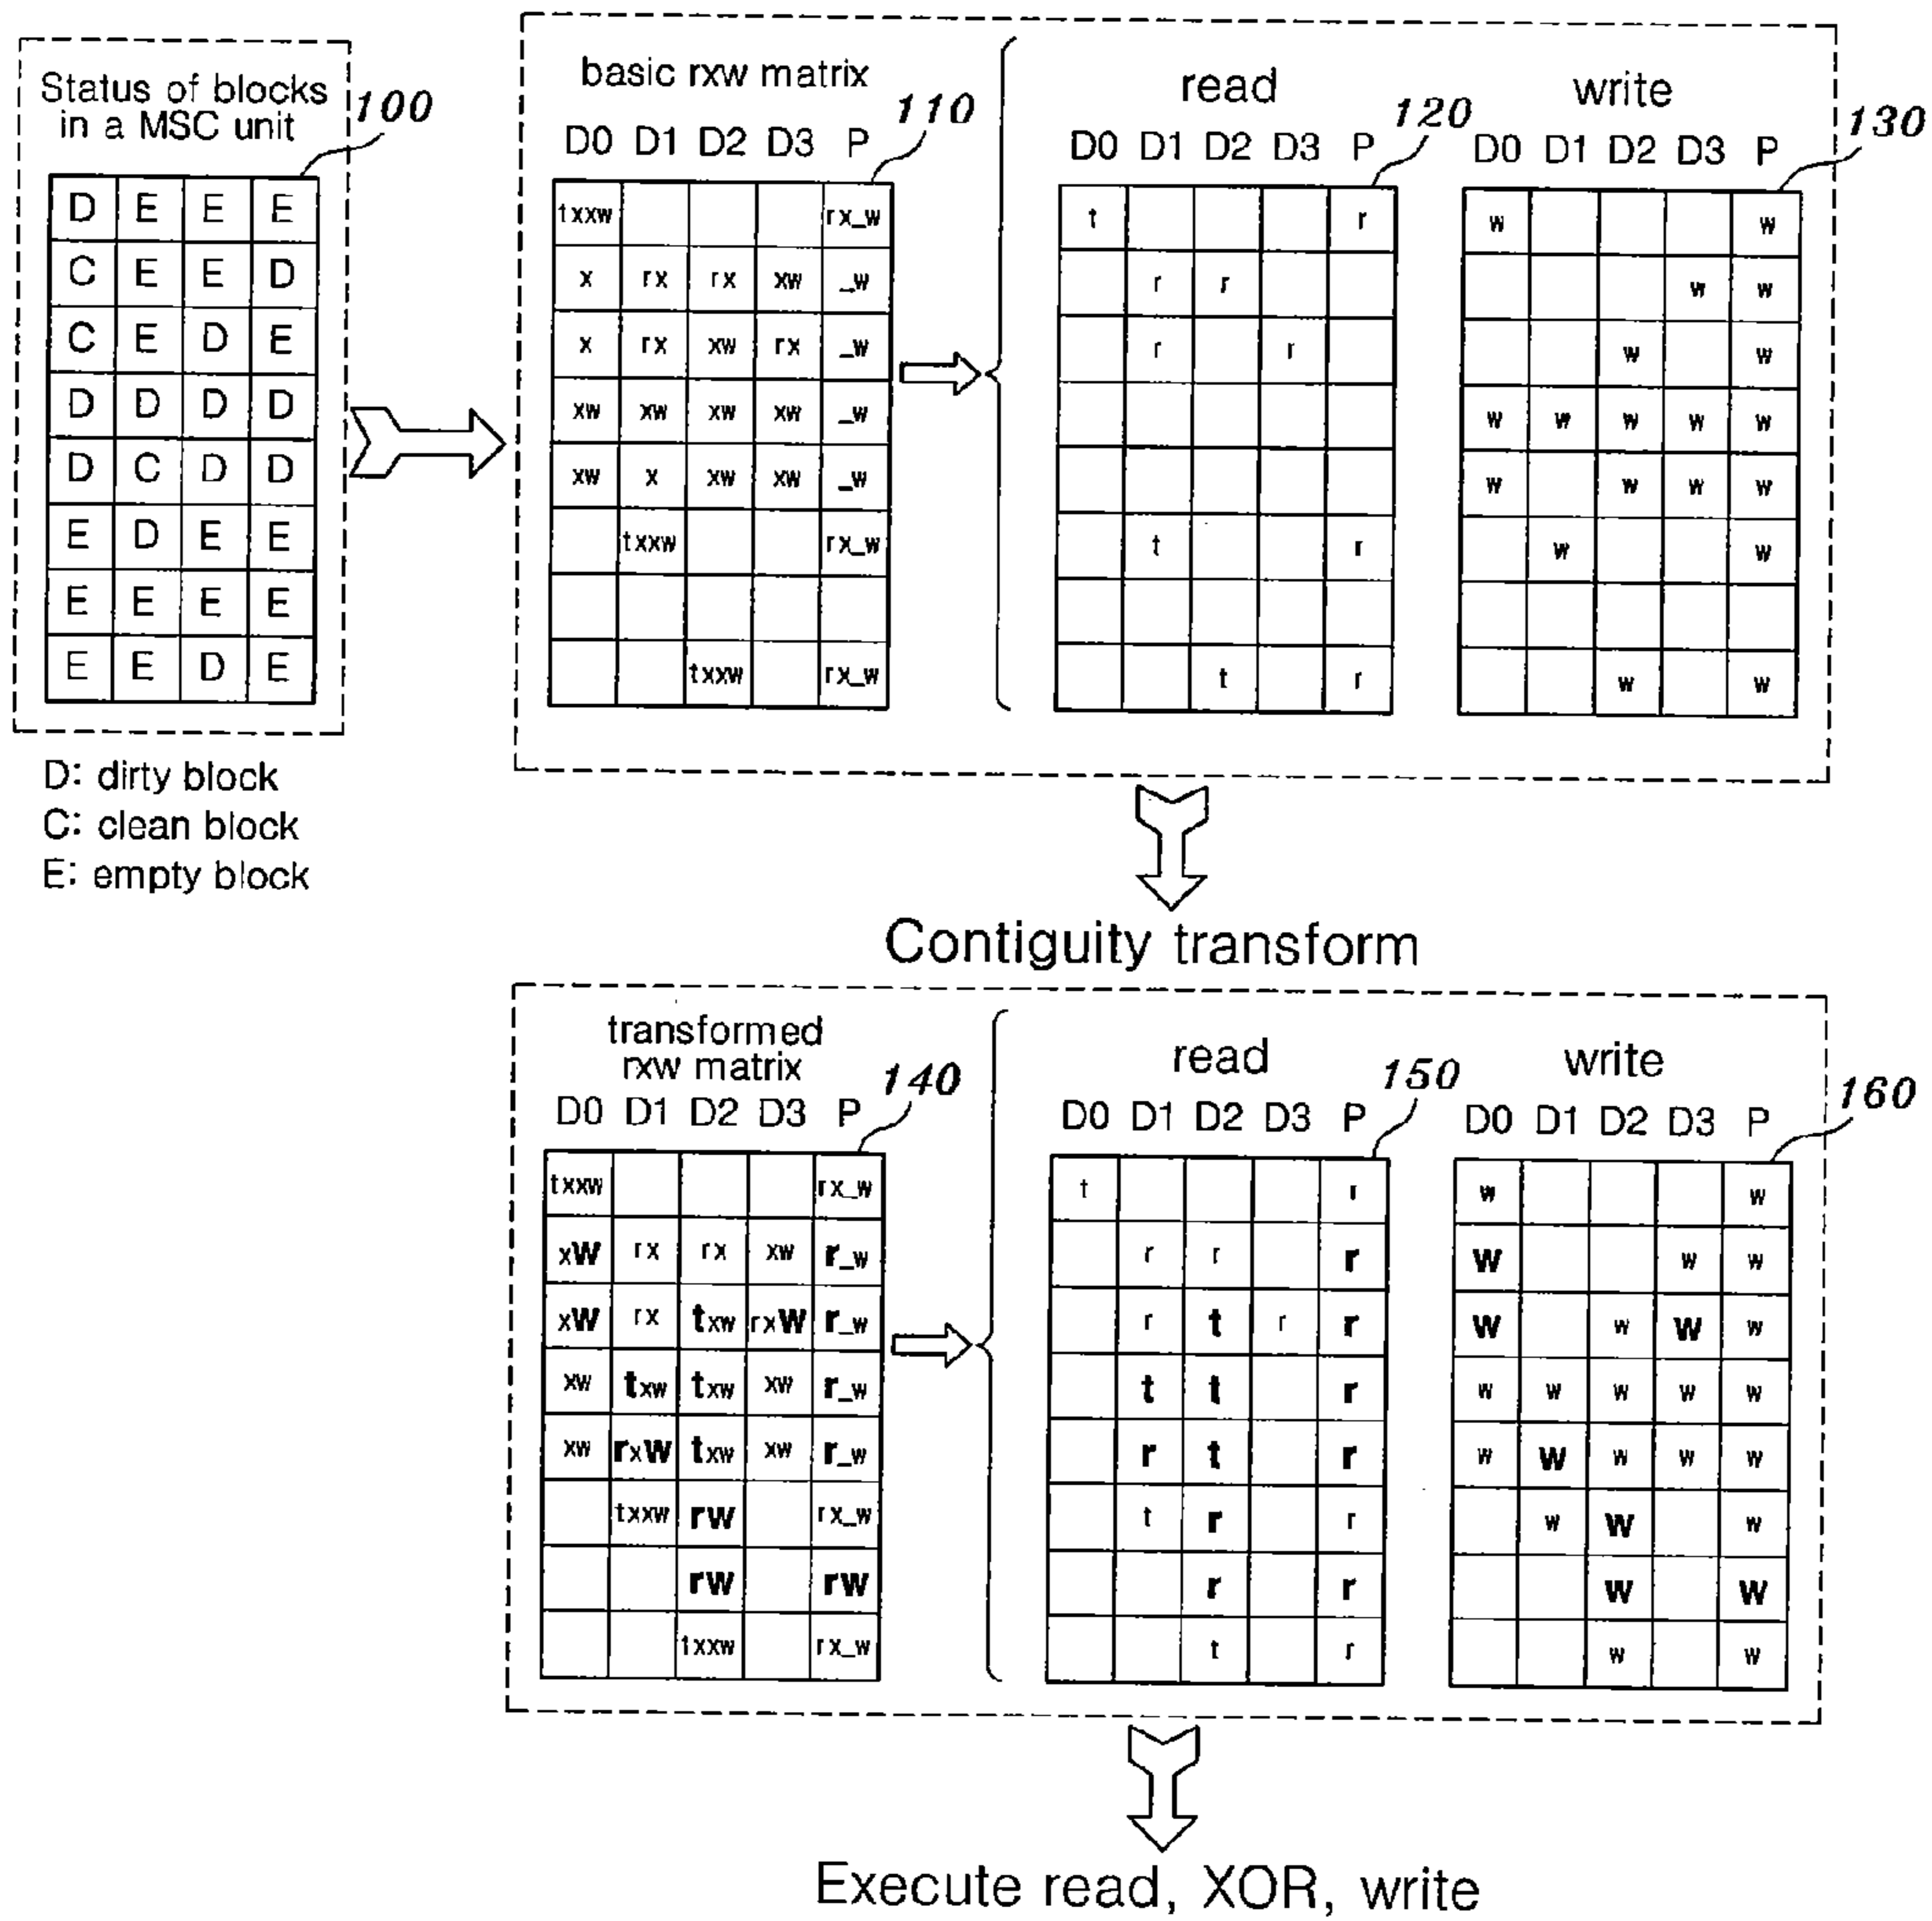 Status of blocks
in a MSC unit
100
D E E E
C E E D
C E D E
D D D D
D C D D
E D E E
E E E E
E E D E
D: dirty block
C: clean block
E: empty block
basic rxw matrix
110
D0 D1 D2 D3 P
txxw rx_w
x rx rx xw _w
x rx xw rx _w
xw xw xw xw _w
xw x xw xw _w
txxw rx_w
txxw rx_w
read
120
D0 D1 D2 D3 P
t r
r r
r r
t r
t r
write
130
D0 D1 D2 D3 P
w w
w w
w w
w w w w w
w w w w
w w
w w
Contiguity transform
transformed
rxw matrix
140
D0 D1 D2 D3 P
txxw rx_w
xw rx rx xw r_w
xw rx txw rxw r_w
xw txw txw xw r_w
xw rxw txw xw r_w
txxw rw rx_w
rw rw
txxw rx_w
read
150
D0 D1 D2 D3 P
t r
r r r
r t r r
t t r
r t r
t r r
r r
t r
write
160
D0 D1 D2 D3 P
w w
w w w
w w w w
w w w w w
w w w w w
w w w
w w
w w
Execute read, XOR, write